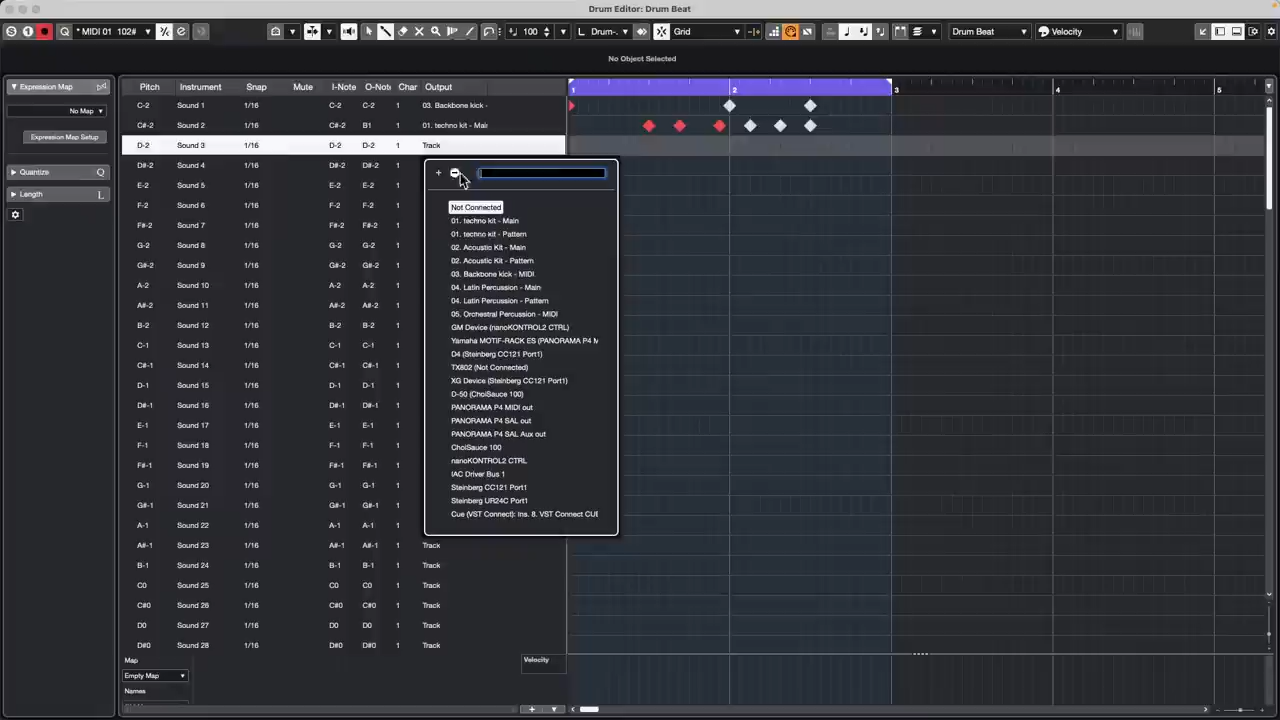 Drum Editor: Drum Beat
* MIDI 01 102#
100
Drum-.
Grid
Drum Beat
Velocity
No Object Selected
Expression Map
No Map
Expression Map Setup
Quantize Q
Length L
Pitch Instrument Snap Mute I-Note O-Note Char Output
1 2 3 4 5
C-2 Sound 1 1/16 C-2 C-2 1 03. Backbone kick -
C#-2 Sound 2 1/16 C#-2 B1 1 01. techno kit - Main
D-2 Sound 3 1/16 D-2 D-2 1 Track
D#-2 Sound 4 1/16 D#-2 D#-2 1
E-2 Sound 5 1/16 E-2 E-2 1
F-2 Sound 6 1/16 F-2 F-2 1
F#-2 Sound 7 1/16 F#-2 F#-2 1
G-2 Sound 8 1/16 G-2 G-2 1
G#-2 Sound 9 1/16 G#-2 G#-2 1
A-2 Sound 10 1/16 A-2 A-2 1
A#-2 Sound 11 1/16 A#-2 A#-2 1
B-2 Sound 12 1/16 B-2 B-2 1
C-1 Sound 13 1/16 C-1 C-1 1
C#-1 Sound 14 1/16 C#-1 C#-1 1
D-1 Sound 15 1/16 D-1 D-1 1
D#-1 Sound 16 1/16 D#-1 D#-1 1
E-1 Sound 17 1/16 E-1 E-1 1
F-1 Sound 18 1/16 F-1 F-1 1
F#-1 Sound 19 1/16 F#-1 F#-1 1
G-1 Sound 20 1/16 G-1 G-1 1
G#-1 Sound 21 1/16 G#-1 G#-1 1
A-1 Sound 22 1/16 A-1 A-1 1
A#-1 Sound 23 1/16 A#-1 A#-1 1 Track
B-1 Sound 24 1/16 B-1 B-1 1 Track
C0 Sound 25 1/16 C0 C0 1 Track
C#0 Sound 26 1/16 C#0 C#0 1 Track
D0 Sound 27 1/16 D0 D0 1 Track
D#0 Sound 28 1/16 D#0 D#0 1 Track
Not Connected
01. techno kit - Main
01. techno kit - Pattern
02. Acoustic Kit - Main
02. Acoustic Kit - Pattern
03. Backbone kick - MIDI
04. Latin Percussion - Main
04. Latin Percussion - Pattern
05. Orchestral Percussion - MIDI
GM Device (nanoKONTROL2 CTRL)
Yamaha MOTIF-RACK ES (PANORAMA P4 M
D4 (Steinberg CC121 Port1)
TX802 (Not Connected)
XG Device (Steinberg CC121 Port1)
D-50 (ChoiSauce 100)
PANORAMA P4 MIDI out
PANORAMA P4 SAL out
PANORAMA P4 SAL Aux out
ChoiSauce 100
nanoKONTROL2 CTRL
IAC Driver Bus 1
Steinberg CC121 Port1
Steinberg UR24C Port1
Cue (VST Connect): Ins. 8. VST Connect CUE
Map
Empty Map
Names
Velocity